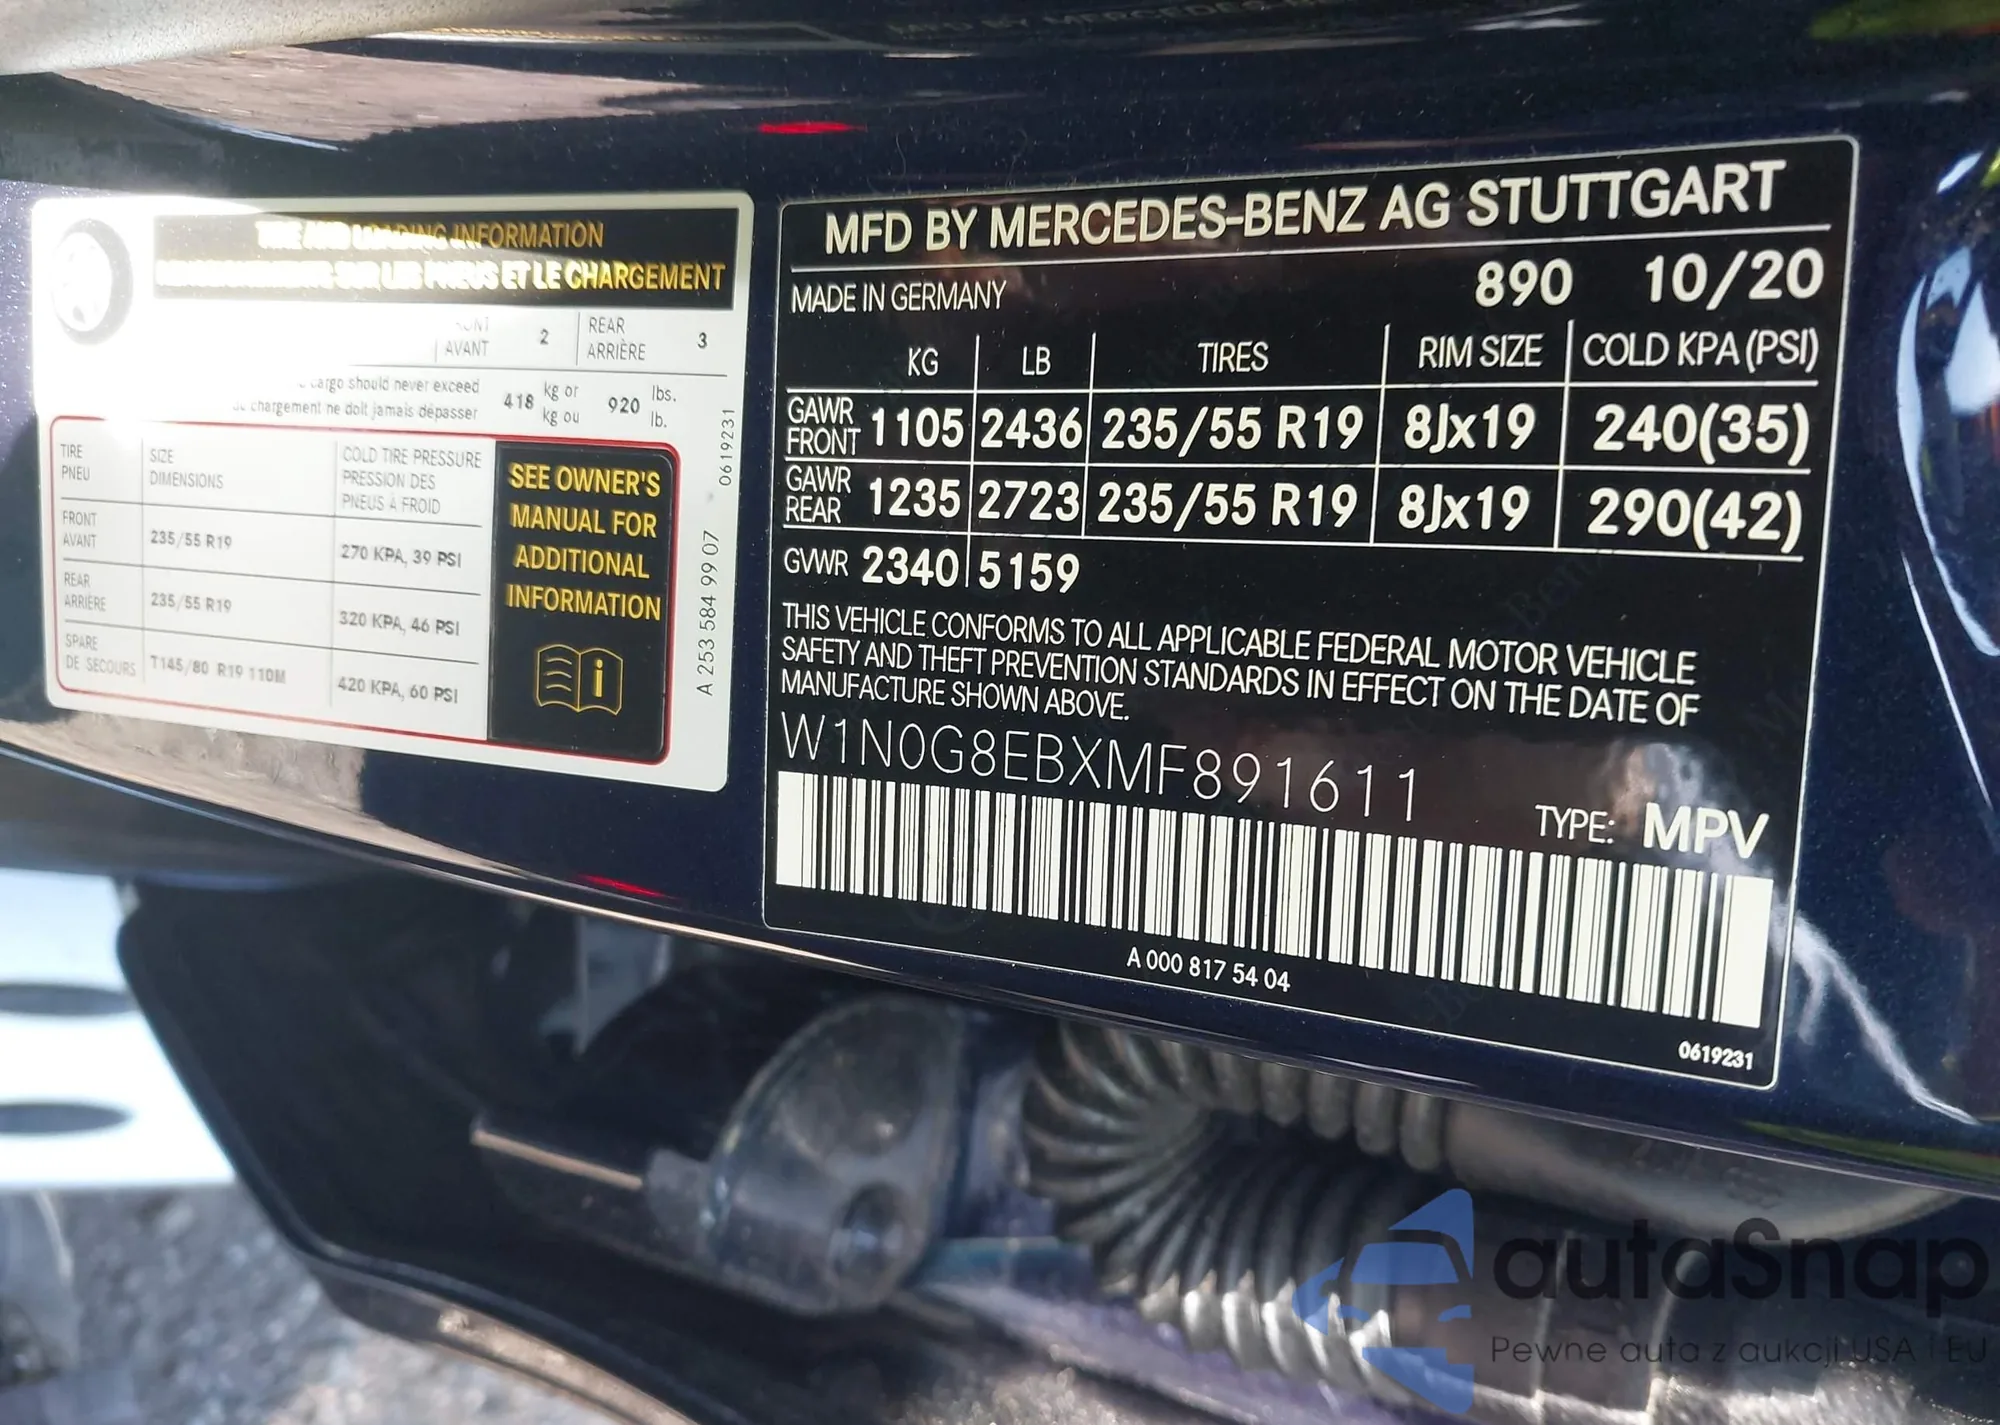 TIRE AND LOADING INFORMATION
SUR LES PNEUS ET LE CHARGEMENT
AVANT 2 REAR ARRIÈRE 3
cargo should never exceed 418 kg or 920 lbs.
chargement ne doit jamais dépasser kg ou lb.
TIRE PNEU SIZE DIMENSIONS COLD TIRE PRESSURE PRESSION DES PNEUS À FROID
FRONT AVANT 235/55 R19 270 KPA, 39 PSI
REAR ARRIÈRE 235/55 R19 320 KPA, 46 PSI
SPARE DE SECOURS T145/80 R19 110M 420 KPA, 60 PSI
SEE OWNER'S
MANUAL FOR
ADDITIONAL
INFORMATION
i
A 253 584 99 07
0619231
MFD BY MERCEDES-BENZ AG STUTTGART
MADE IN GERMANY 890 10/20
KG LB TIRES RIM SIZE COLD KPA (PSI)
GAWR FRONT 1105 2436 235/55 R19 8Jx19 240(35)
GAWR REAR 1235 2723 235/55 R19 8Jx19 290(42)
GVWR 2340 5159
THIS VEHICLE CONFORMS TO ALL APPLICABLE FEDERAL MOTOR VEHICLE
SAFETY AND THEFT PREVENTION STANDARDS IN EFFECT ON THE DATE OF
MANUFACTURE SHOWN ABOVE.
W1N0G8EBXMF891611
TYPE: MPV
A 000 817 54 04
0619231
autaSnap
Pewne auta z aukcji USA i EU